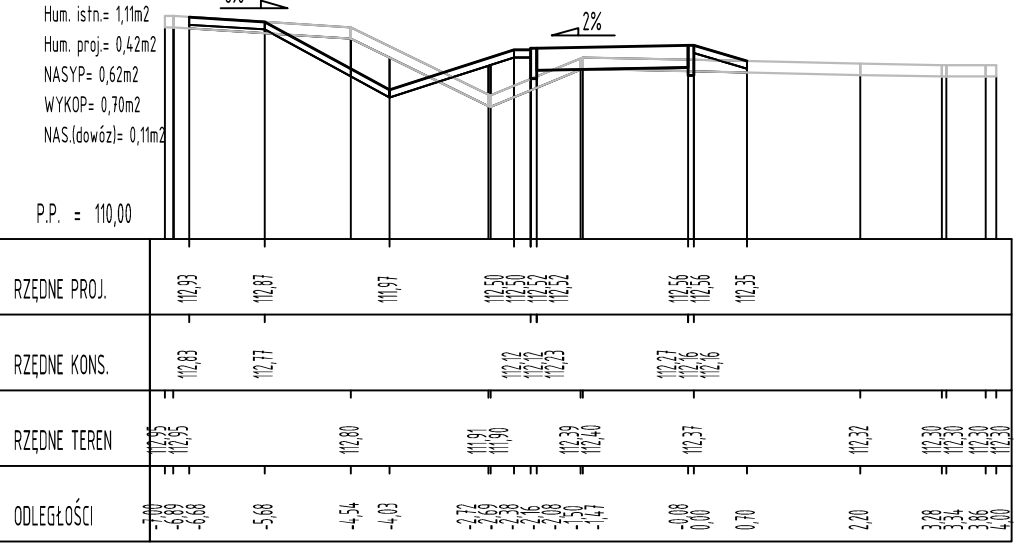 Hum. istn.= 1,11m2
Hum. proj.= 0,42m2
NASYP= 0,62m2
WYKOP= 0,70m2
NAS.(dowóz)= 0,11m2
2%
P.P. = 110,00
RZĘDNE PROJ. 112,93 112,87 111,97 112,50 112,50 112,52 112,52 112,56 112,56 112,35
RZĘDNE KONS. 112,83 112,77 112,12 112,12 112,23 112,27 112,16 112,16
RZĘDNE TEREN 112,95 112,95 112,80 111,91 111,90 112,39 112,40 112,37 112,32 112,30 112,30 112,30 112,30
ODLEGŁOŚCI -7,00 -6,89 -6,68 -5,68 -4,54 -4,03 -2,72 -2,69 -2,38 -2,16 -2,08 -1,50 -1,47 -0,08 0,00 0,70 2,20 3,28 3,34 3,86 4,00